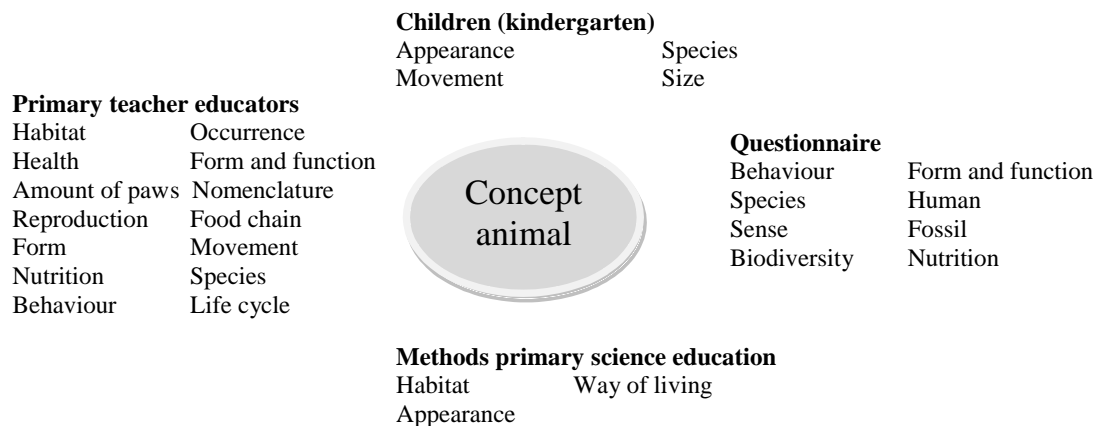 Children (kindergarten)
Appearance Species
Movement Size
Primary teacher educators
Habitat Occurrence
Health Form and function
Amount of paws Nomenclature
Reproduction Food chain
Form Movement
Nutrition Species
Behaviour Life cycle
Concept
animal
Questionnaire
Behaviour Form and function
Species Human
Sense Fossil
Biodiversity Nutrition
Methods primary science education
Habitat Way of living
Appearance